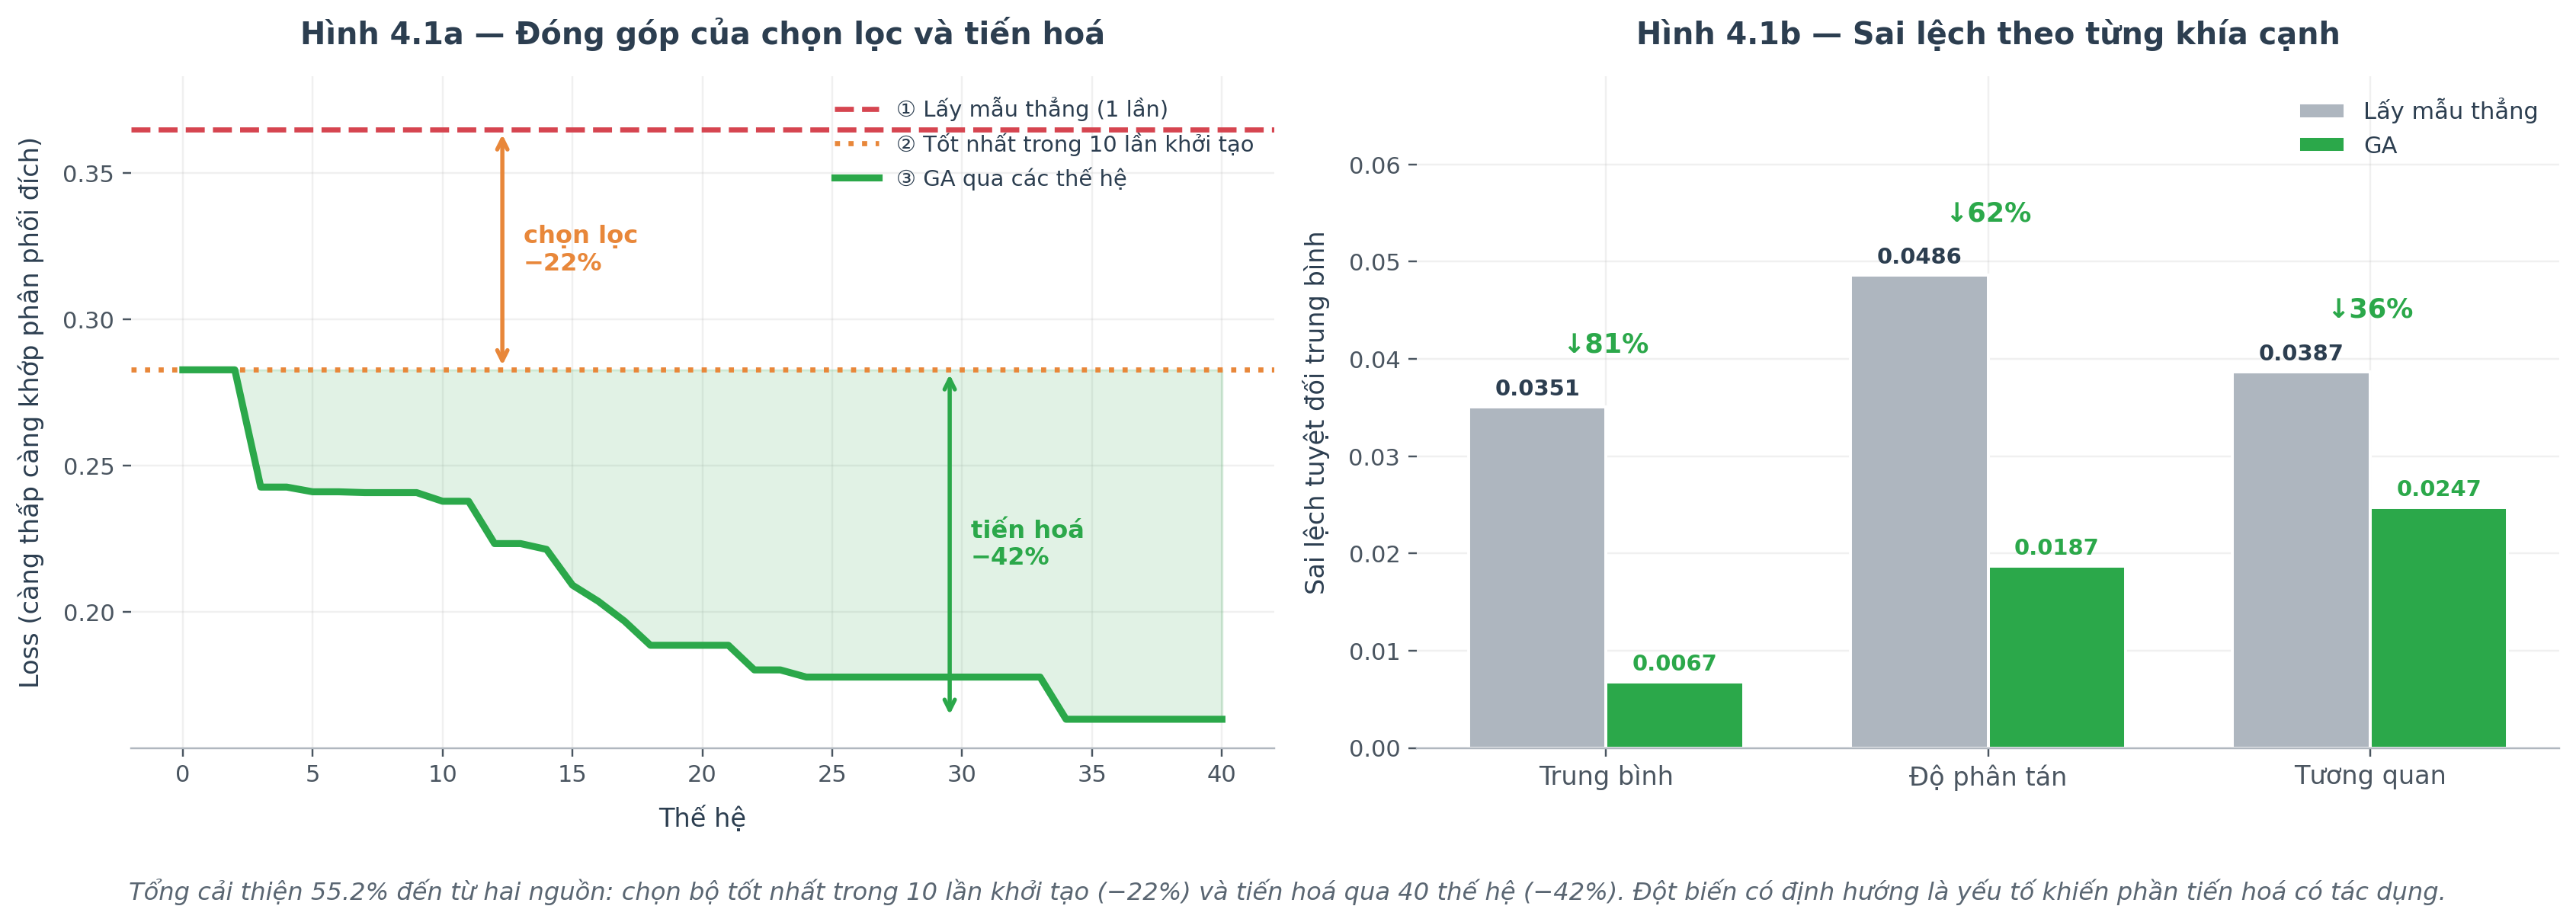 Hình 4.1a — Đóng góp của chọn lọc và tiến hoá
Loss (càng thấp càng khớp phân phối đích)
0.35
0.30
0.25
0.20
① Lấy mẫu thẳng (1 lần)
② Tốt nhất trong 10 lần khởi tạo
③ GA qua các thế hệ
chọn lọc
−22%
tiến hoá
−42%
0 5 10 15 20 25 30 35 40
Thế hệ
Hình 4.1b — Sai lệch theo từng khía cạnh
Sai lệch tuyệt đối trung bình
0.06
0.05
0.04
0.03
0.02
0.01
0.00
Lấy mẫu thẳng
GA
↓81%
0.0351
0.0067
↓62%
0.0486
0.0187
↓36%
0.0387
0.0247
Trung bình Độ phân tán Tương quan
Tổng cải thiện 55.2% đến từ hai nguồn: chọn bộ tốt nhất trong 10 lần khởi tạo (−22%) và tiến hoá qua 40 thế hệ (−42%). Đột biến có định hướng là yếu tố khiến phần tiến hoá có tác dụng.